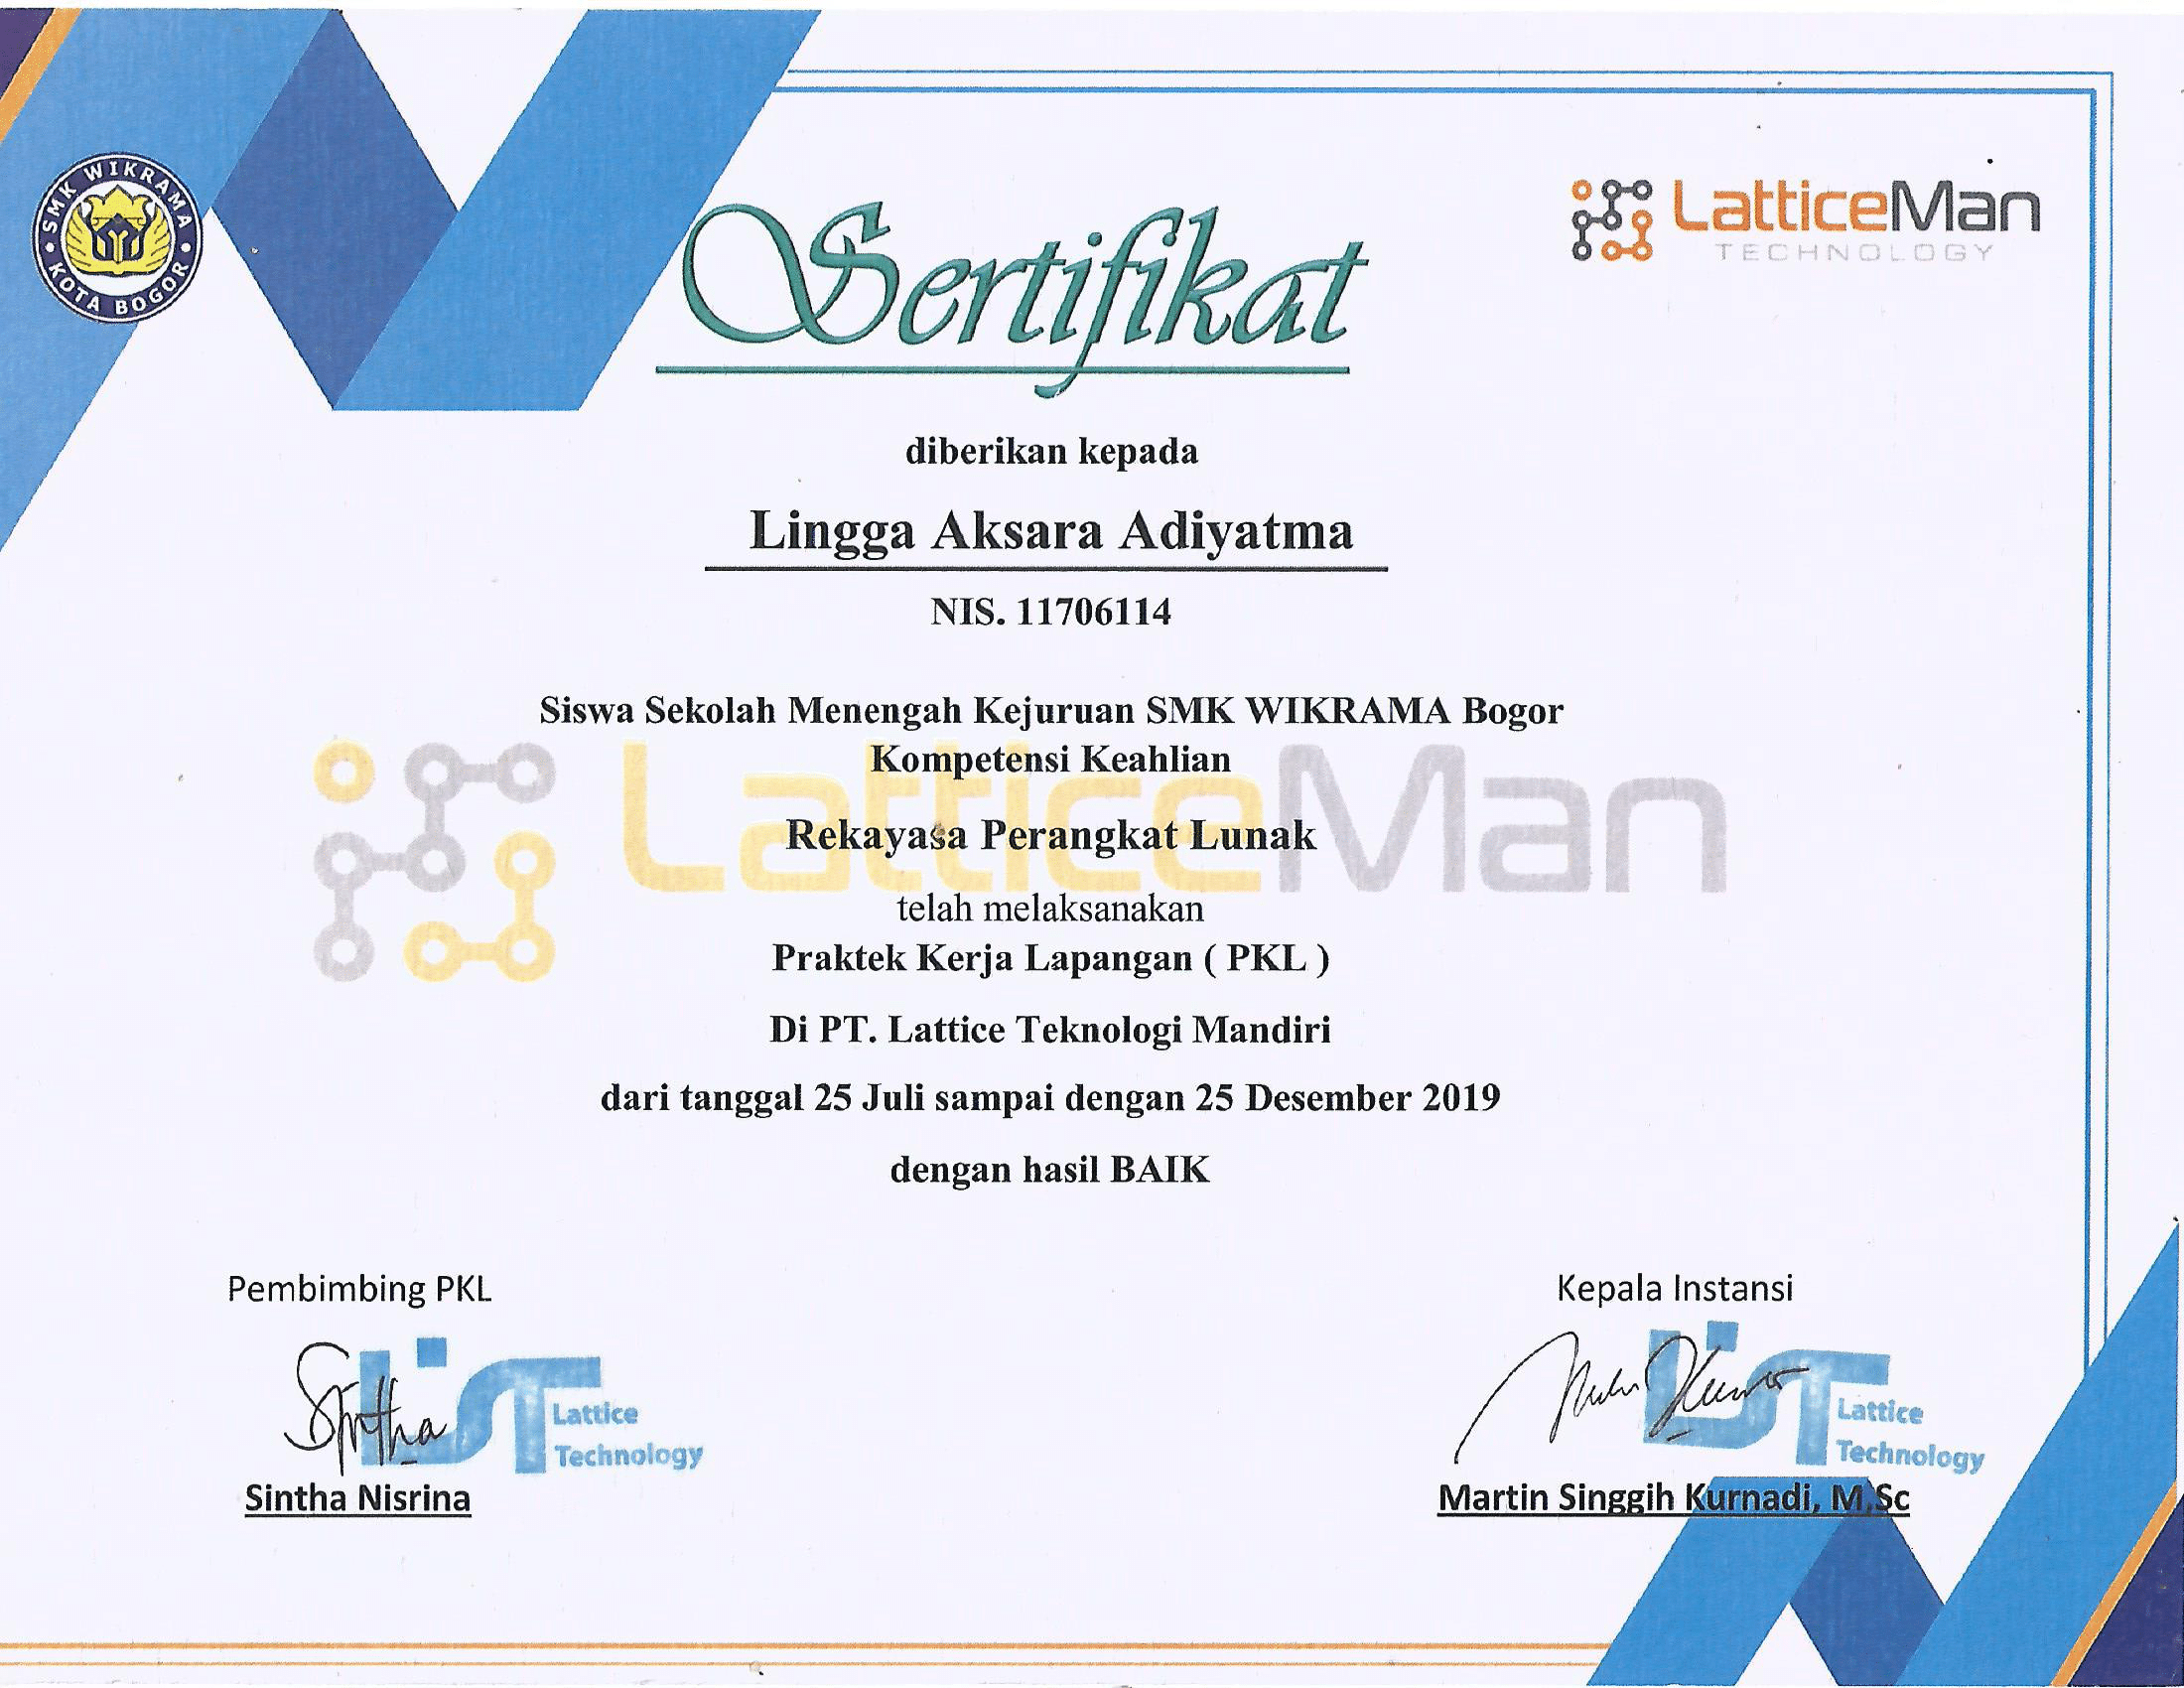 SMK WIKRAMA
KOTA BOGOR
LatticeMan
TECHNOLOGY
Sertifikat
diberikan kepada
Lingga Aksara Adiyatma
NIS. 11706114
Siswa Sekolah Menengah Kejuruan SMK WIKRAMA Bogor
Kompetensi Keahlian
LatticeMan
Rekayasa Perangkat Lunak
telah melaksanakan
Praktek Kerja Lapangan ( PKL )
Di PT. Lattice Teknologi Mandiri
dari tanggal 25 Juli sampai dengan 25 Desember 2019
dengan hasil BAIK
Pembimbing PKL
Sintha
LST
Lattice
Technology
Sintha Nisrina
Kepala Instansi
LST
Lattice
Technology
Martin Singgih Kurnadi, M.Sc